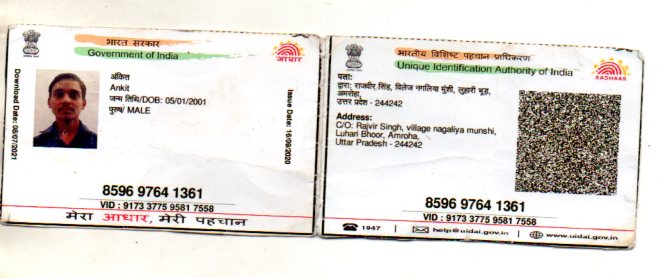 भारत सरकार
Government of India
आधार
Download Date: 08/07/2021
अंकित
Ankit
जन्म तिथि/DOB: 05/01/2001
पुरुष/ MALE
Issue Date: 16/09/2020
8596 9764 1361
VID : 9173 3775 9581 7558
मेरा आधार, मेरी पहचान
भारतीय विशिष्ट पहचान प्राधिकरण
Unique Identification Authority of India
AADHAAR
पता:
द्वारा: राजवीर सिंह, विलेज नगलिया मुंशी, लुहारी भूड़,
अमरोहा,
उत्तर प्रदेश - 244242
Address:
C/O: Rajvir Singh, village nagaliya munshi,
Luhari Bhoor, Amroha,
Uttar Pradesh - 244242
8596 9764 1361
VID : 9173 3775 9581 7558
1947 | help@uidai.gov.in | www.uidai.gov.in